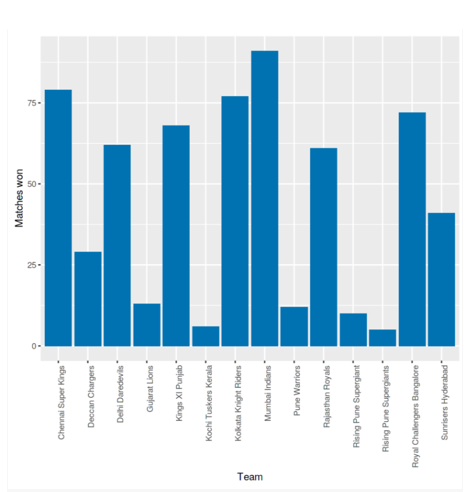 Matches won
75
50
25
0
Chennai Super Kings
Deccan Chargers
Delhi Daredevils
Gujarat Lions
Kings XI Punjab
Kochi Tuskers Kerala
Kolkata Knight Riders
Mumbai Indians
Pune Warriors
Rajasthan Royals
Rising Pune Supergiant
Rising Pune Supergiants
Royal Challengers Bangalore
Sunrisers Hyderabad
Team